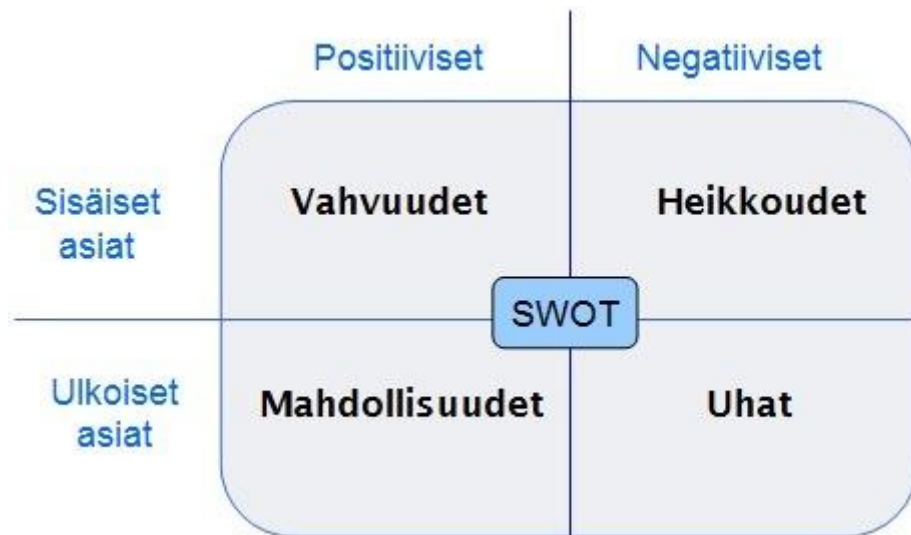 Positiiviset
Negatiiviset
Sisäiset
asiat
Vahvuudet
Heikkoudet
SWOT
Ulkoiset
asiat
Mahdollisuudet
Uhat